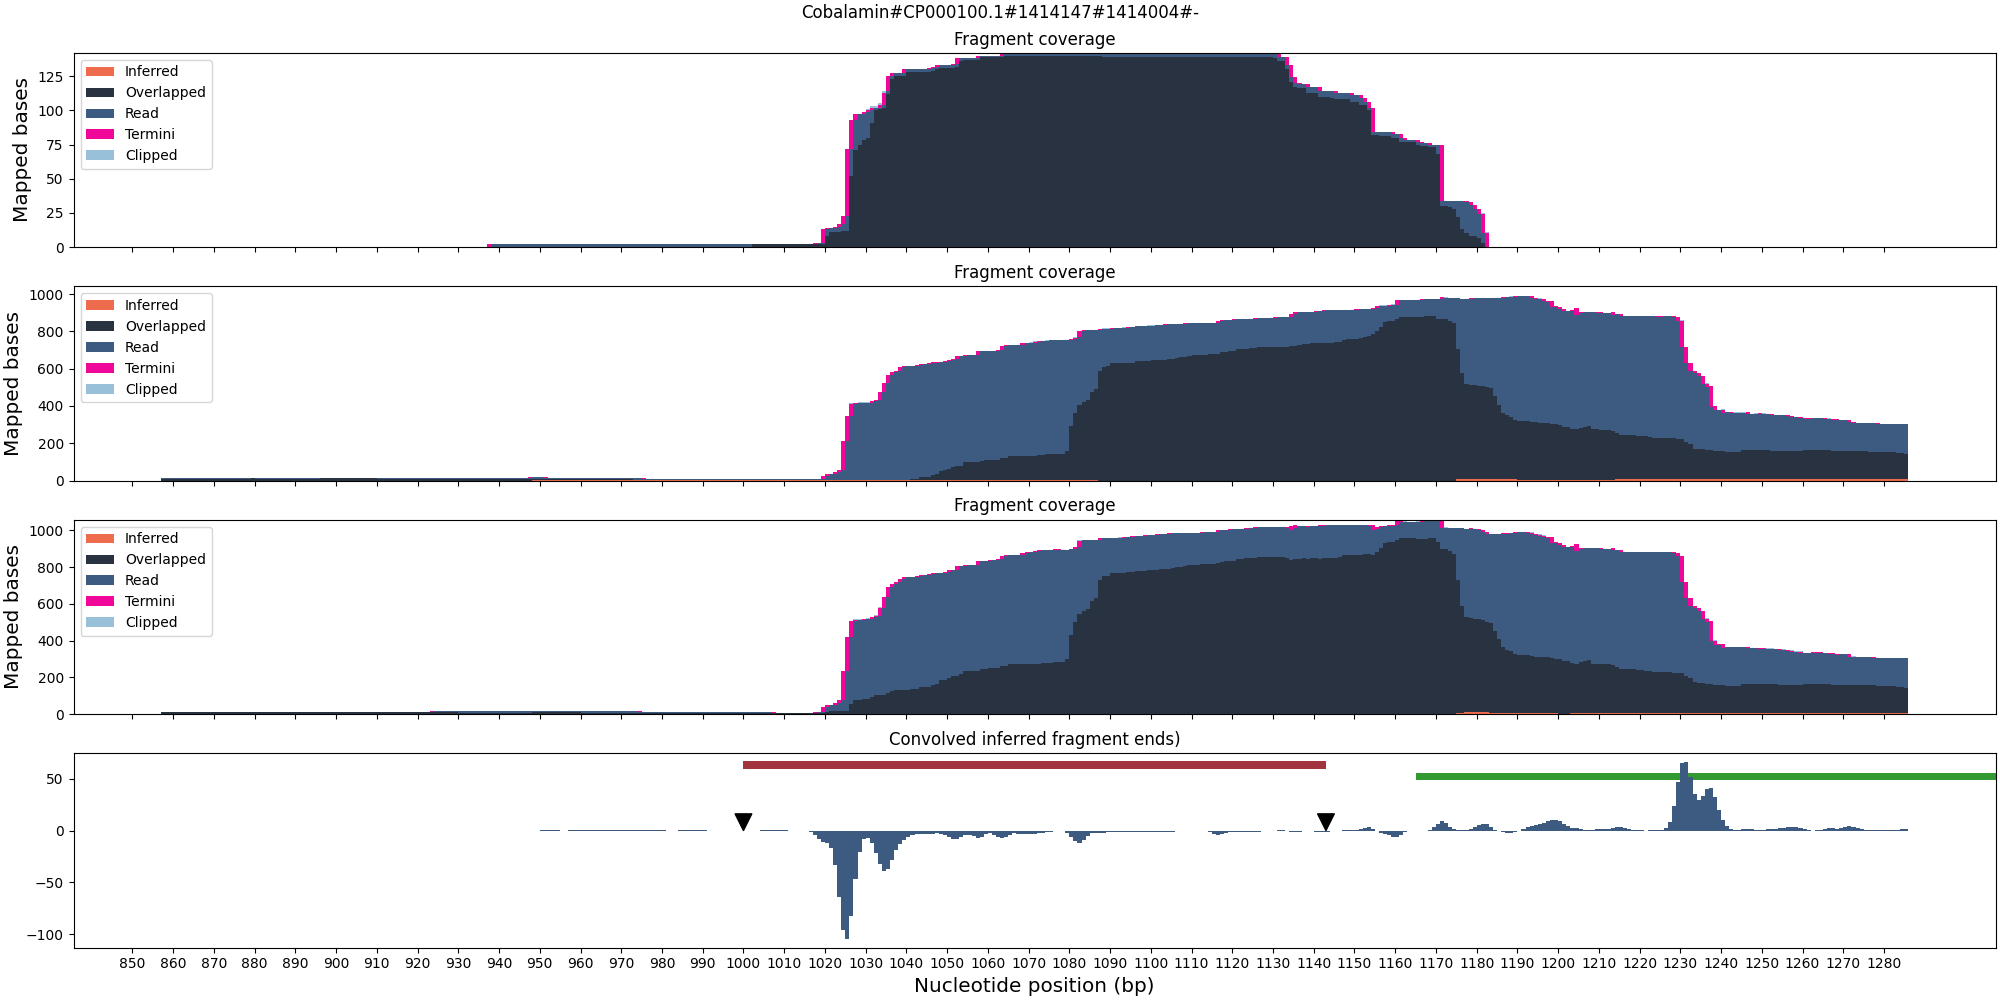 Cobalamin#CP000100.1#1414147#1414004#-
Fragment coverage
Mapped bases
125
100
75
50
25
0
Inferred
Overlapped
Read
Termini
Clipped
Fragment coverage
Mapped bases
1000
800
600
400
200
0
Inferred
Overlapped
Read
Termini
Clipped
Fragment coverage
Mapped bases
1000
800
600
400
200
0
Inferred
Overlapped
Read
Termini
Clipped
Convolved inferred fragment ends)
50
0
−50
−100
850 860 870 880 890 900 910 920 930 940 950 960 970 980 990 1000 1010 1020 1030 1040 1050 1060 1070 1080 1090 1100 1110 1120 1130 1140 1150 1160 1170 1180 1190 1200 1210 1220 1230 1240 1250 1260 1270 1280
Nucleotide position (bp)